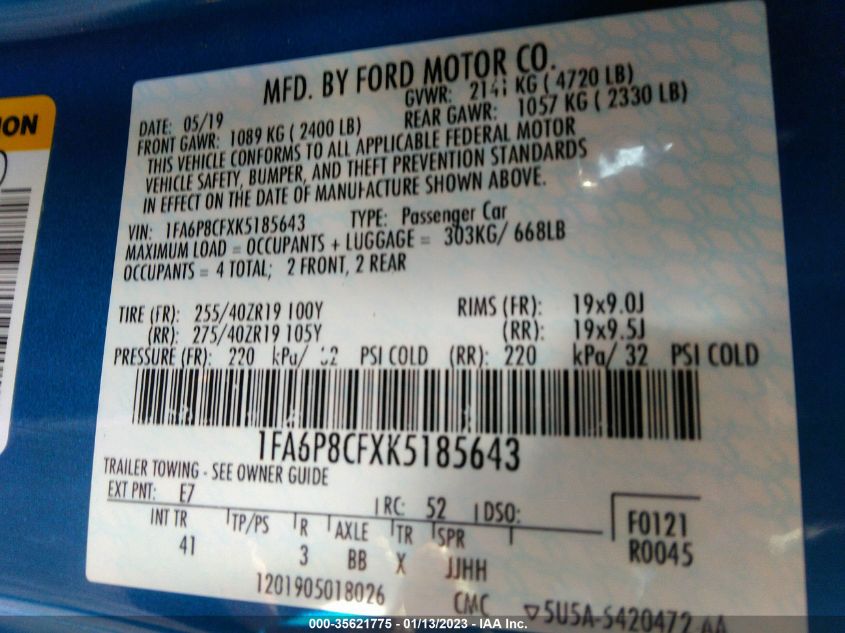 ION
MFD. BY FORD MOTOR CO.
DATE: 05/19 GVWR: 2141 KG ( 4720 LB)
FRONT GAWR: 1089 KG ( 2400 LB) REAR GAWR: 1057 KG ( 2330 LB)
THIS VEHICLE CONFORMS TO ALL APPLICABLE FEDERAL MOTOR
VEHICLE SAFETY, BUMPER, AND THEFT PREVENTION STANDARDS
IN EFFECT ON THE DATE OF MANUFACTURE SHOWN ABOVE.
VIN: 1FA6P8CFXK5185643 TYPE: Passenger Car
MAXIMUM LOAD = OCCUPANTS + LUGGAGE = 303KG/ 668LB
OCCUPANTS = 4 TOTAL; 2 FRONT, 2 REAR
TIRE (FR): 255/40ZR19 100Y RIMS (FR): 19x9.0J
(RR): 275/40ZR19 105Y (RR): 19x9.5J
PRESSURE (FR): 220 kPa/ 32 PSI COLD (RR): 220 kPa/ 32 PSI COLD
1FA6P8CFXK5185643
TRAILER TOWING - SEE OWNER GUIDE
EXT PNT: E7 RC: 52 DSO:
INT TR TP/PS R AXLE TR SPR F0121
41 3 BB X JJHH R0045
1201905018026 CMC ▽5U5A-S420472 AA
000-35621775 — 01/13/2023 — IAA Inc.